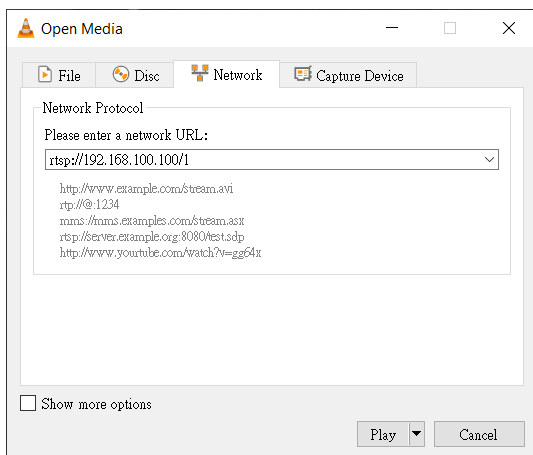 Open Media
File Disc Network Capture Device
Network Protocol
Please enter a network URL:
rtsp://192.168.100.100/1
http://www.example.com/stream.avi
rtp://@:1234
mms://mms.examples.com/stream.asx
rtsp://server.example.org:8080/test.sdp
http://www.yourtube.com/watch?v=gg64x
Show more options
Play Cancel